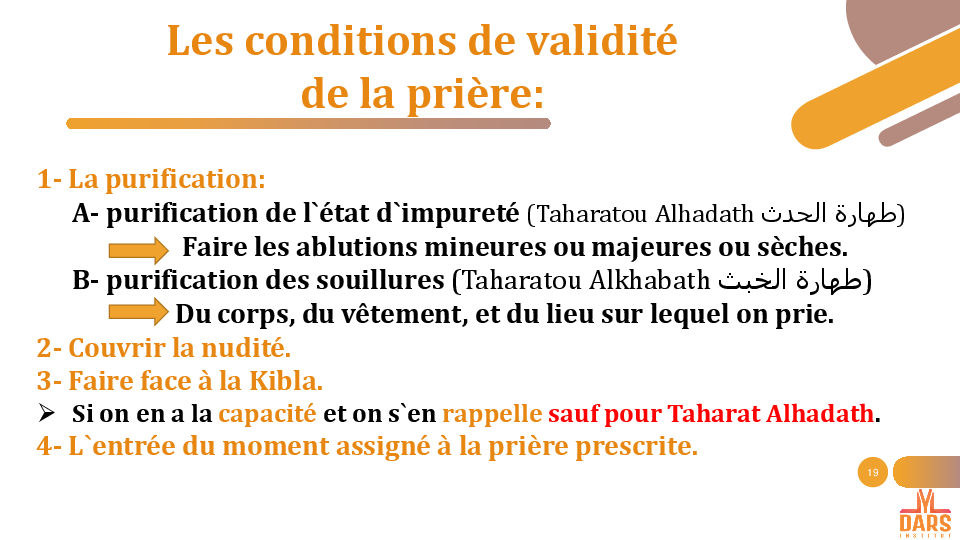 Les conditions de validité
de la prière:
1- La purification:
A- purification de l`état d`impureté (Taharatou Alhadath طهارة الحدث)
Faire les ablutions mineures ou majeures ou sèches.
B- purification des souillures (Taharatou Alkhabath طهارة الخبث)
Du corps, du vêtement, et du lieu sur lequel on prie.
2- Couvrir la nudité.
3- Faire face à la Kibla.
➢ Si on en a la capacité et on s`en rappelle sauf pour Taharat Alhadath.
4- L`entrée du moment assigné à la prière prescrite.
19
DARS
INSTITUT